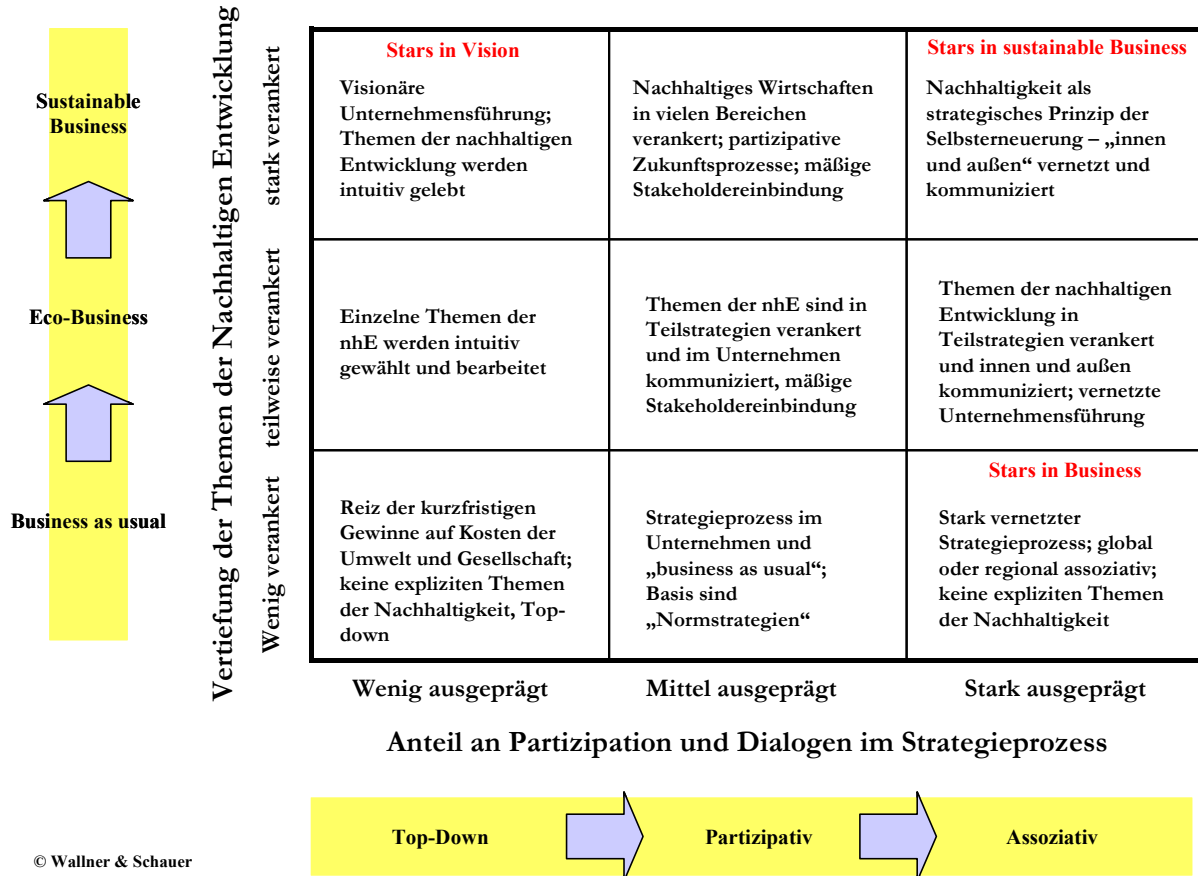 Sustainable
Business
Eco-Business
Business as usual
Vertiefung der Themen der Nachhaltigen Entwicklung
stark verankert
teilweise verankert
Wenig verankert
Stars in Vision
Visionäre
Unternehmensführung;
Themen der nachhaltigen
Entwicklung werden
intuitiv gelebt
Nachhaltiges Wirtschaften
in vielen Bereichen
verankert; partizipative
Zukunftsprozesse; mäßige
Stakeholdereinbindung
Stars in sustainable Business
Nachhaltigkeit als
strategisches Prinzip der
Selbsterneuerung – „innen
und außen“ vernetzt und
kommuniziert
Einzelne Themen der
nhE werden intuitiv
gewählt und bearbeitet
Themen der nhE sind in
Teilstrategien verankert
und im Unternehmen
kommuniziert, mäßige
Stakeholdereinbindung
Themen der nachhaltigen
Entwicklung in
Teilstrategien verankert
und innen und außen
kommuniziert; vernetzte
Unternehmensführung
Reiz der kurzfristigen
Gewinne auf Kosten der
Umwelt und Gesellschaft;
keine expliziten Themen
der Nachhaltigkeit, Top-
down
Strategieprozess im
Unternehmen und
„business as usual“;
Basis sind
„Normstrategien“
Stars in Business
Stark vernetzter
Strategieprozess; global
oder regional assoziativ;
keine expliziten Themen
der Nachhaltigkeit
Wenig ausgeprägt
Mittel ausgeprägt
Stark ausgeprägt
Anteil an Partizipation und Dialogen im Strategieprozess
Top-Down
Partizipativ
Assoziativ
© Wallner & Schauer